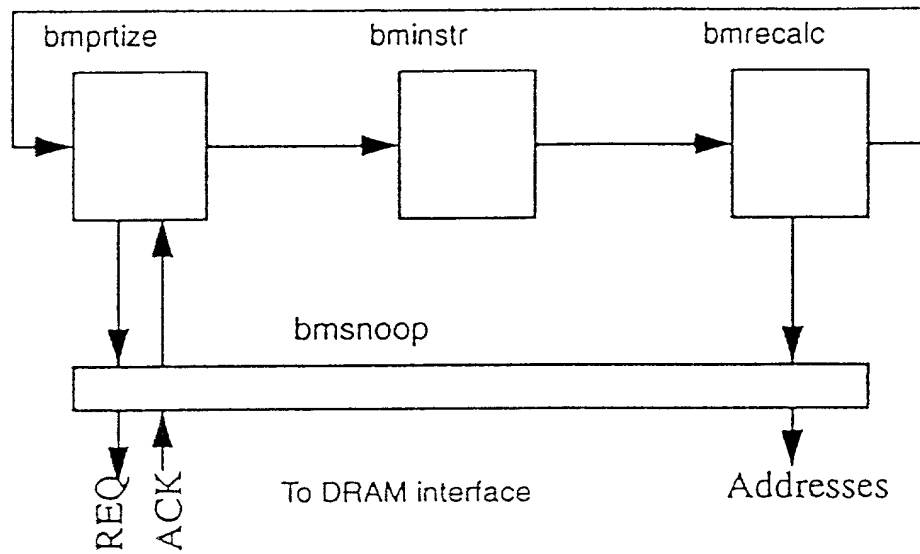 bmprtize
bminstr
bmrecalc
bmsnoop
REQ
ACK
To DRAM interface
Addresses